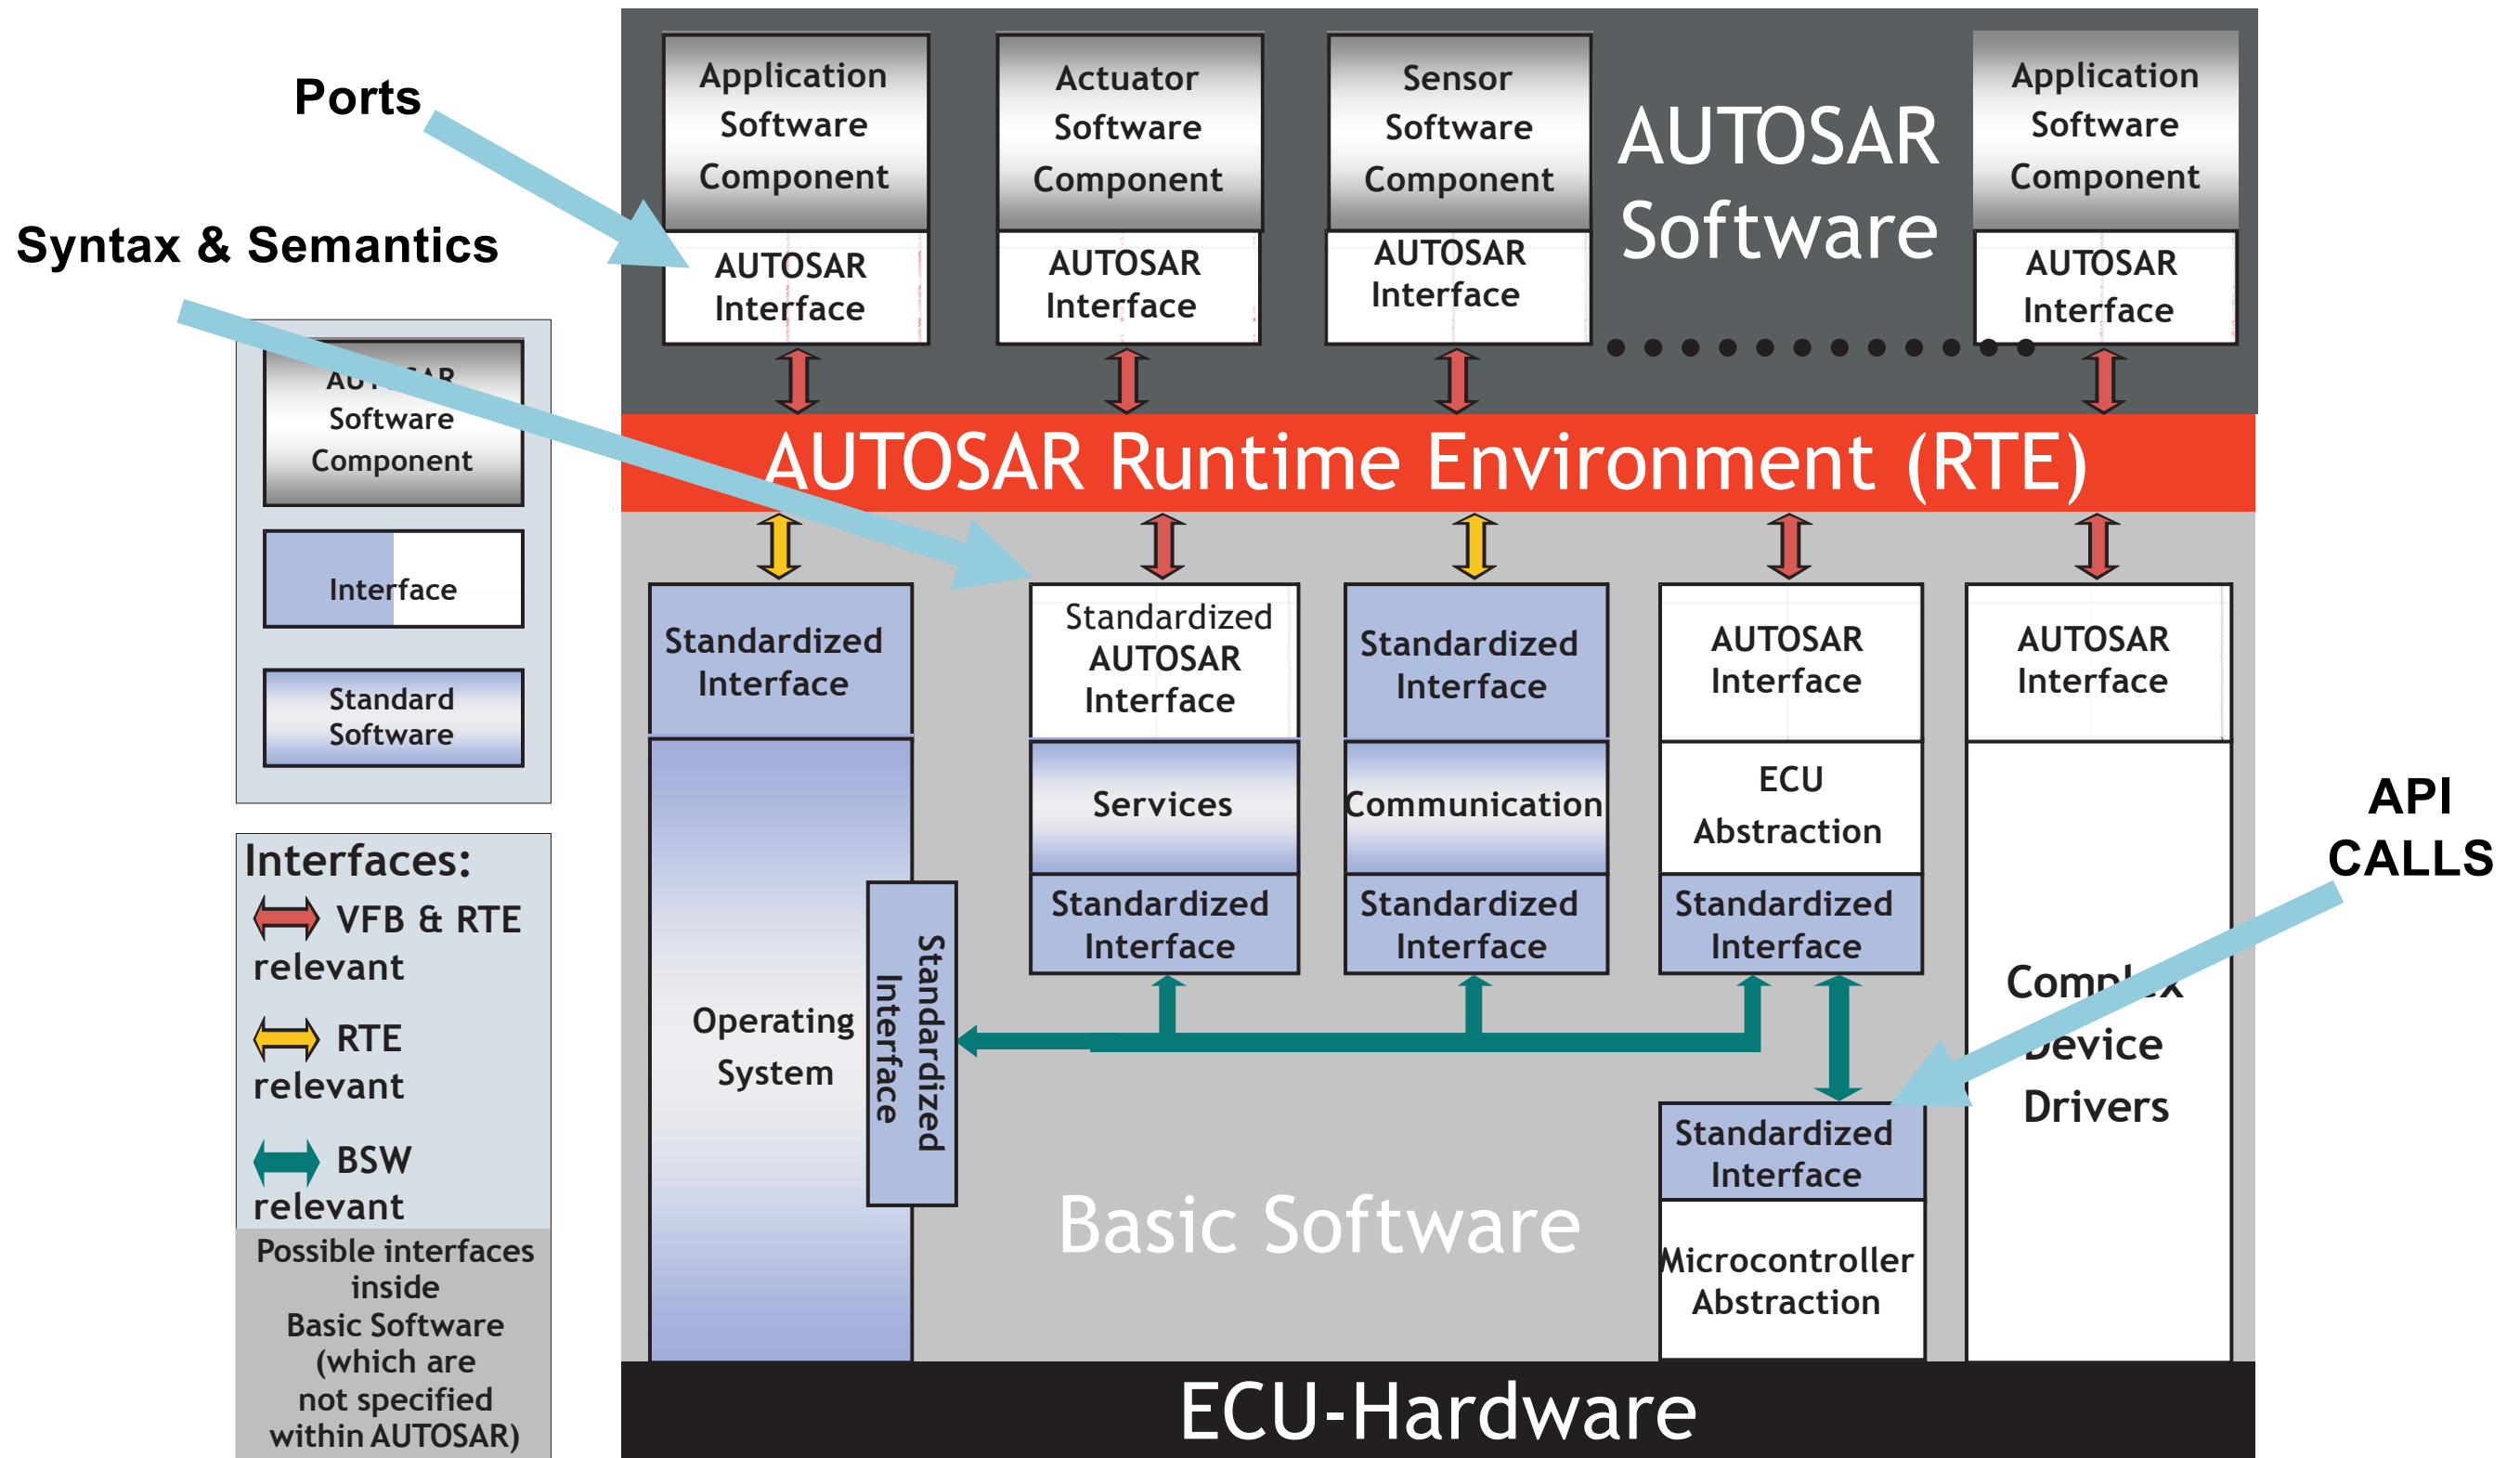 Ports
Syntax & Semantics
AUTOSAR
Software
Component
Interface
Standard
Software
Interfaces:
VFB & RTE
relevant
RTE
relevant
BSW
relevant
Possible interfaces
inside
Basic Software
(which are
not specified
within AUTOSAR)
Application
Software
Component
AUTOSAR
Interface
Actuator
Software
Component
AUTOSAR
Interface
Sensor
Software
Component
AUTOSAR
Interface
AUTOSAR
Software
Application
Software
Component
AUTOSAR
Interface
AUTOSAR Runtime Environment (RTE)
Standardized
Interface
Operating
System
Standardized
Interface
Standardized
AUTOSAR
Interface
Services
Standardized
Interface
Standardized
Interface
Communication
Standardized
Interface
AUTOSAR
Interface
ECU
Abstraction
Standardized
Interface
Standardized
Interface
Microcontroller
Abstraction
AUTOSAR
Interface
Complex
Device
Drivers
API
CALLS
Basic Software
ECU-Hardware